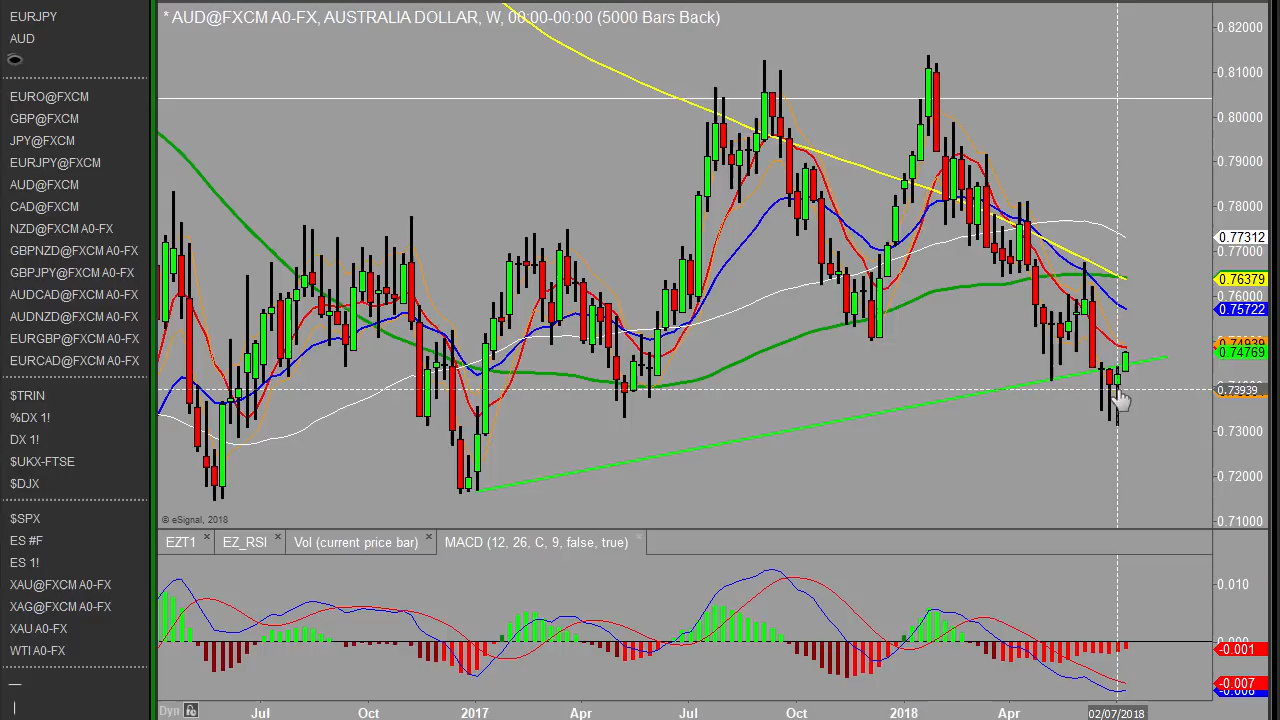 EURJPY
AUD
EURO@FXCM
GBP@FXCM
JPY@FXCM
EURJPY@FXCM
AUD@FXCM
CAD@FXCM
NZD@FXCM A0-FX
GBPNZD@FXCM A0-FX
GBPJPY@FXCM A0-FX
AUDCAD@FXCM A0-FX
AUDNZD@FXCM A0-FX
EURGBP@FXCM A0-FX
EURCAD@FXCM A0-FX
$TRIN
%DX 1!
DX 1!
$UKX-FTSE
$DJX
$SPX
ES #F
ES 1!
XAU@FXCM A0-FX
XAG@FXCM A0-FX
XAU A0-FX
WTI A0-FX
* AUD@FXCM A0-FX, AUSTRALIA DOLLAR, W, 00:00-00:00 (5000 Bars Back)
0.82000
0.81000
0.80000
0.79000
0.78000
0.77312
0.77000
0.76379
0.76000
0.75722
0.74769
0.73939
0.73000
0.72000
0.71000
© eSignal, 2018
EZT1 × EZ_RSI × Vol (current price bar) × MACD (12, 26, C, 9, false, true) ×
0.010
-0.001
-0.007
Dyn Jul Oct 2017 Apr Jul Oct 2018 Apr 02/07/2018